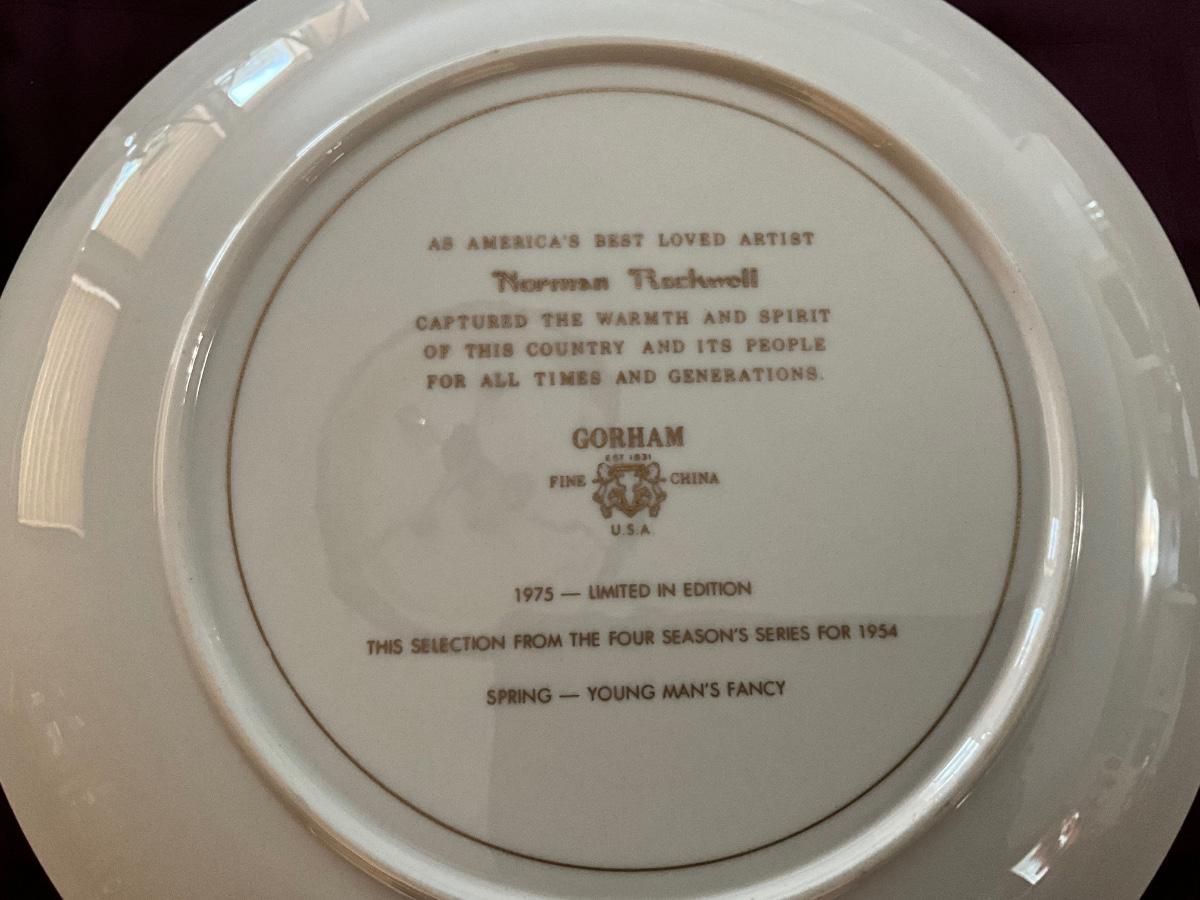 AS AMERICA'S BEST LOVED ARTIST
Norman Rockwell
CAPTURED THE WARMTH AND SPIRIT
OF THIS COUNTRY AND ITS PEOPLE
FOR ALL TIMES AND GENERATIONS.
GORHAM
EST 1831
FINE CHINA
U.S.A.
1975 — LIMITED IN EDITION
THIS SELECTION FROM THE FOUR SEASON'S SERIES FOR 1954
SPRING — YOUNG MAN'S FANCY